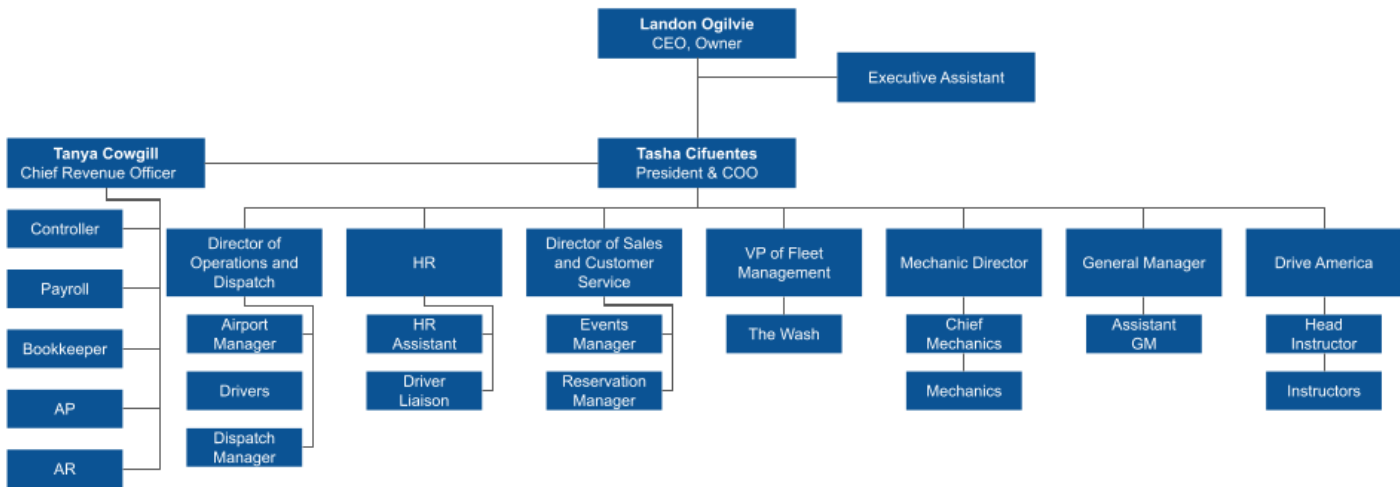 Landon Ogilvie
CEO, Owner
Executive Assistant
Tanya Cowgill
Chief Revenue Officer
Tasha Cifuentes
President & COO
Controller
Payroll
Bookkeeper
AP
AR
Director of
Operations and
Dispatch
Airport
Manager
Drivers
Dispatch
Manager
HR
HR
Assistant
Driver
Liaison
Director of Sales
and Customer
Service
Events
Manager
Reservation
Manager
VP of Fleet
Management
The Wash
Mechanic Director
Chief
Mechanics
Mechanics
General Manager
Assistant
GM
Drive America
Head
Instructor
Instructors